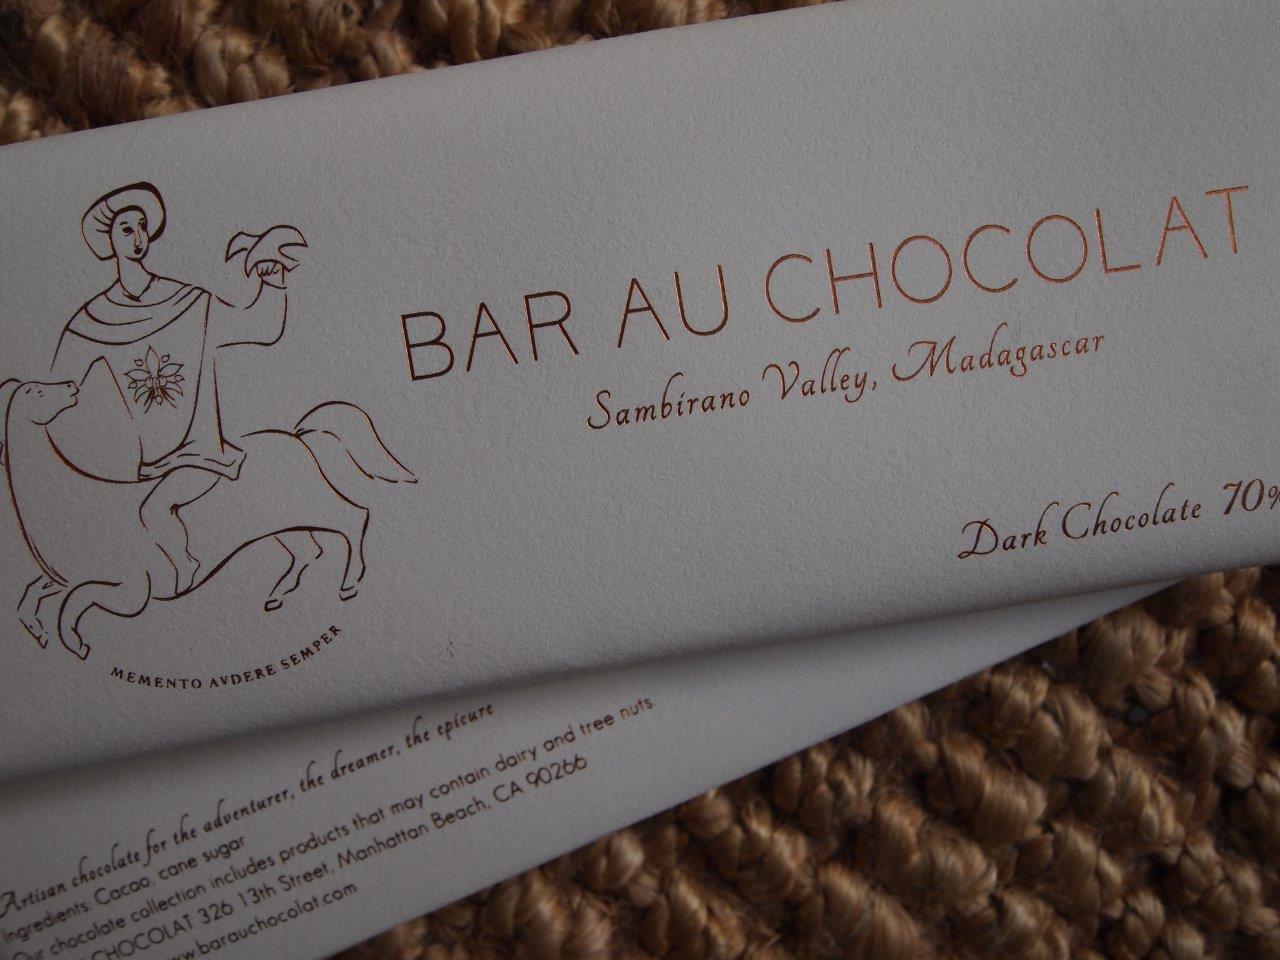 BAR AU CHOCOLAT
Sambirano Valley, Madagascar
Dark Chocolate 70%
MEMENTO AVDERE SEMPER
Artisan chocolate for the adventurer, the dreamer, the epicure
Ingredients: Cacao, cane sugar
Our chocolate collection includes products that may contain dairy and tree nuts.
CHOCOLAT 326 13th Street, Manhattan Beach, CA 90266
www.barauchocolat.com